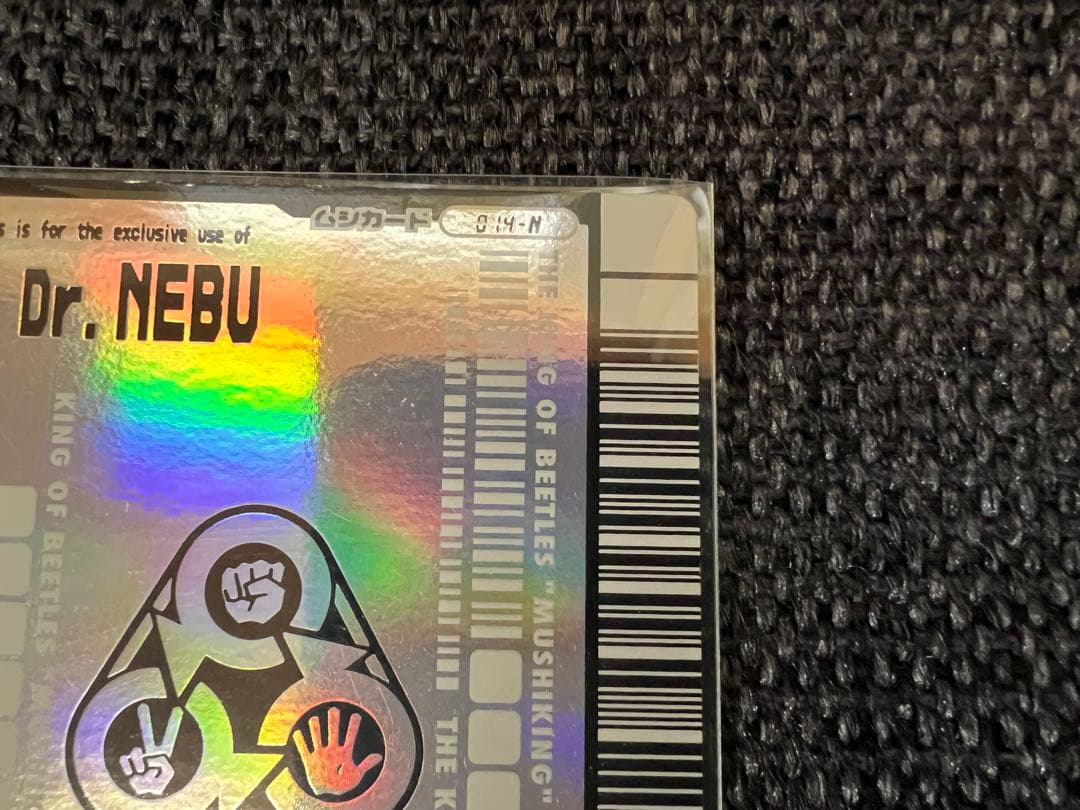 ムシカード 014-N
s is for the exclusive use of
Dr. NEBU
KING OF BEETLES
THE KING OF BEETLES "MUSHIKING"
THE K